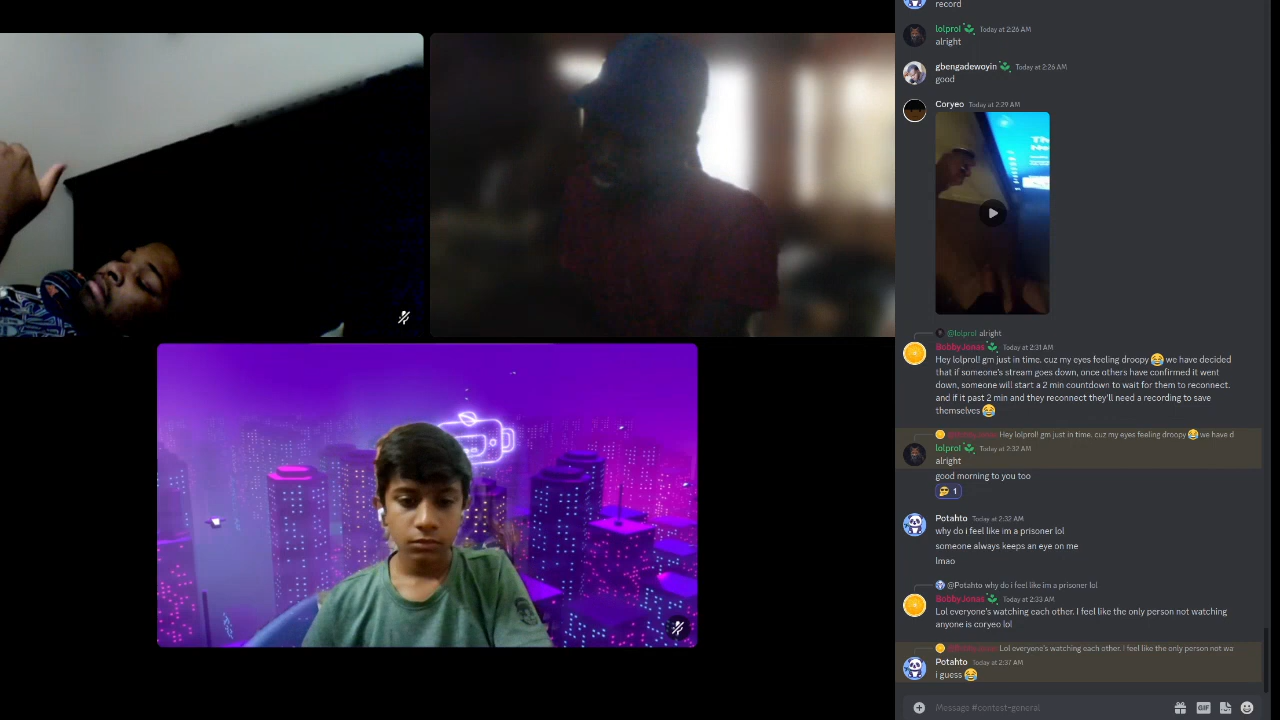 record
lolprol Today at 2:26 AM
alright
gbengadewoyin Today at 2:26 AM
good
Coryeo Today at 2:29 AM
@lolprol alright
BobbyJonas Today at 2:31 AM
Hey lolprol! gm just in time. cuz my eyes feeling droopy 😂 we have decided
that if someone's stream goes down, once others have confirmed it went
down, someone will start a 2 min countdown to wait for them to reconnect.
and if it past 2 min and they reconnect they'll need a recording to save
themselves 😂
Hey lolprol! gm just in time. cuz my eyes feeling droopy 😂 we have d
lolprol Today at 2:32 AM
alright
good morning to you too
1
Potahto Today at 2:32 AM
why do i feel like im a prisoner lol
someone always keeps an eye on me
lmao
@Potahto why do i feel like im a prisoner lol
BobbyJonas Today at 2:33 AM
Lol everyone's watching each other. I feel like the only person not watching
anyone is coryeo lol
Lol everyone's watching each other. I feel like the only person not wa
Potahto Today at 2:37 AM
i guess 😂
Message #contest-general
GIF